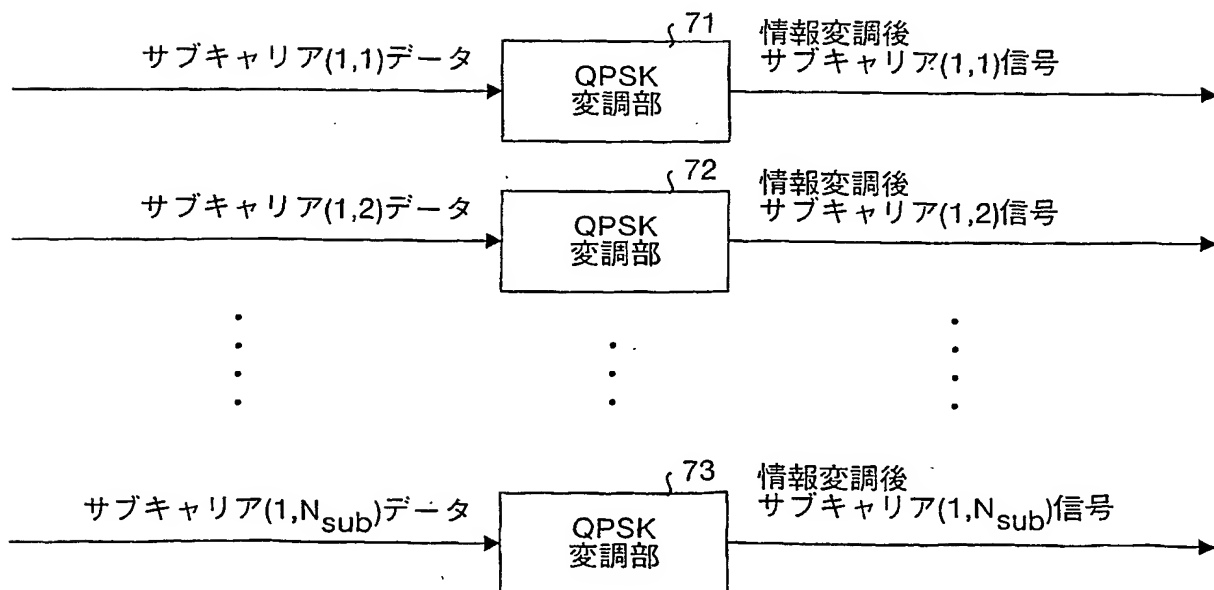 71
サブキャリア(1,1)データ
QPSK
変調部
情報変調後
サブキャリア(1,1)信号
72
サブキャリア(1,2)データ
QPSK
変調部
情報変調後
サブキャリア(1,2)信号
73
サブキャリア(1,Nsub)データ
QPSK
変調部
情報変調後
サブキャリア(1,Nsub)信号